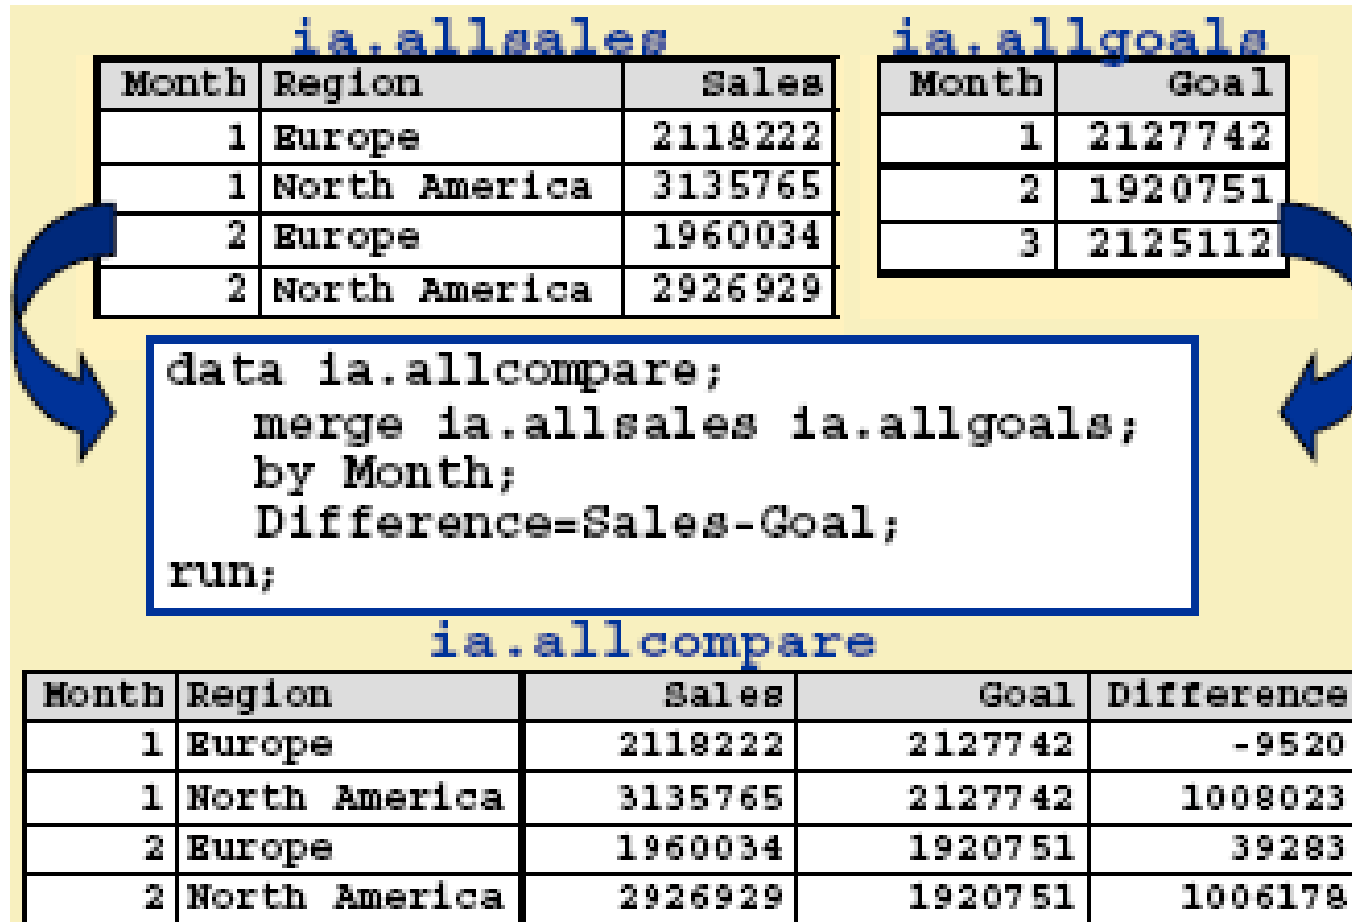 ia.allsales
Month Region Sales
1 Europe 2118222
1 North America 3135765
2 Europe 1960034
2 North America 2926929
ia.allgoals
Month Goal
1 2127742
2 1920751
3 2125112
data ia.allcompare;
merge ia.allsales ia.allgoals;
by Month;
Difference=Sales-Goal;
run;
ia.allcompare
Month Region Sales Goal Difference
1 Europe 2118222 2127742 -9520
1 North America 3135765 2127742 1008023
2 Europe 1960034 1920751 39283
2 North America 2926929 1920751 1006178